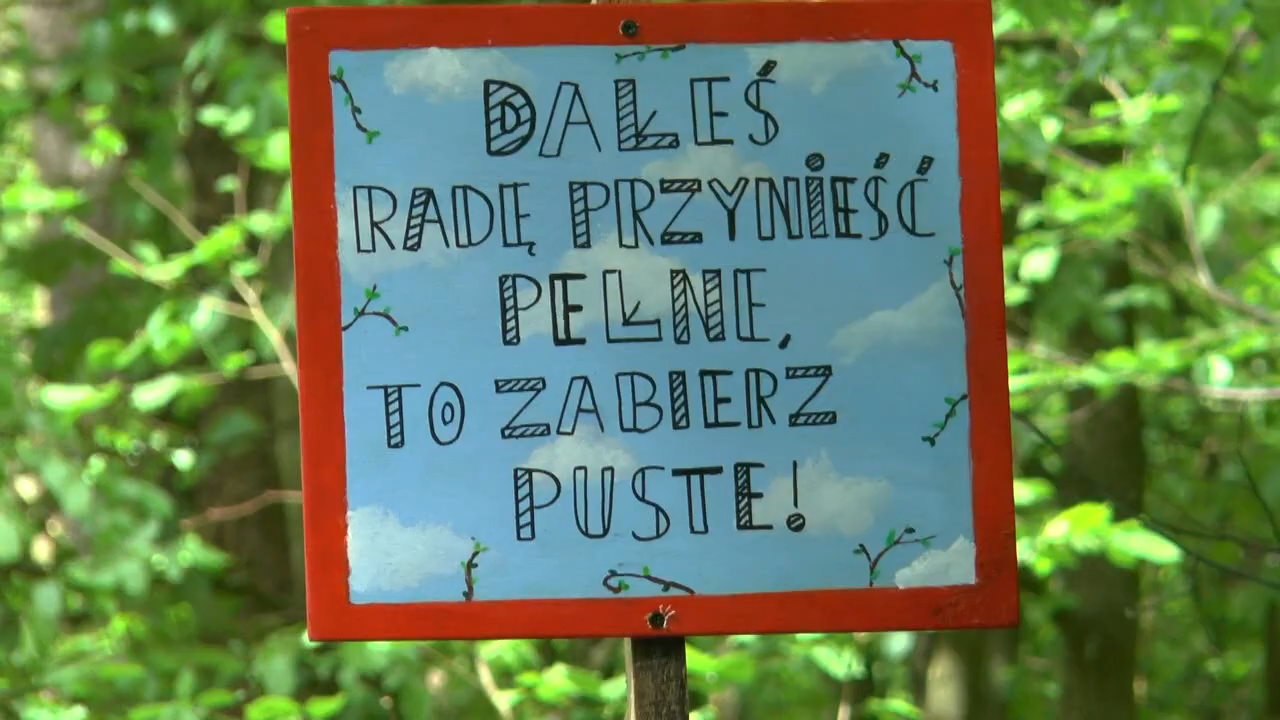 DAŁEŚ
RADĘ PRZYNIEŚĆ
PEŁNE,
TO ZABIERZ
PUSTE!